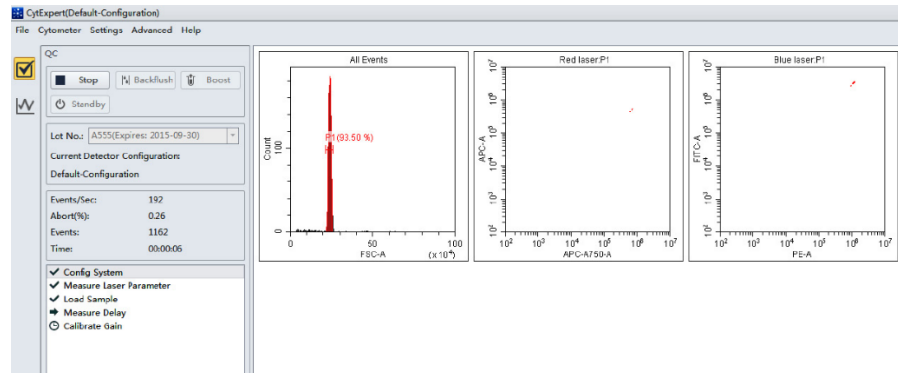 CytExpert(Default-Configuration)
File Cytometer Settings Advanced Help
QC
Stop Backflush Boost
Standby
Lot No.: A555(Expires: 2015-09-30)
Current Detector Configuration:
Default-Configuration
Events/Sec: 192
Abort(%): 0.26
Events: 1162
Time: 00:00:06
Config System
Measure Laser Parameter
Load Sample
Measure Delay
Calibrate Gain
All Events
P1(93.50 %)
Count
100
0
0 50 100
FSC-A (x 10⁴)
Red laser:P1
APC-A
10⁷
10⁶
10⁵
10⁴
10³
10²
10² 10³ 10⁴ 10⁵ 10⁶ 10⁷
APC-A750-A
Blue laser:P1
FITC-A
10⁷
10⁶
10⁵
10⁴
10³
10²
10² 10³ 10⁴ 10⁵ 10⁶ 10⁷
PE-A